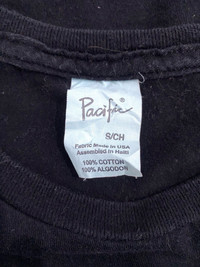 Pacific
S/CH
Fabric Made in USA
Assembled in Haiti
100% COTTON
100% ALGODON